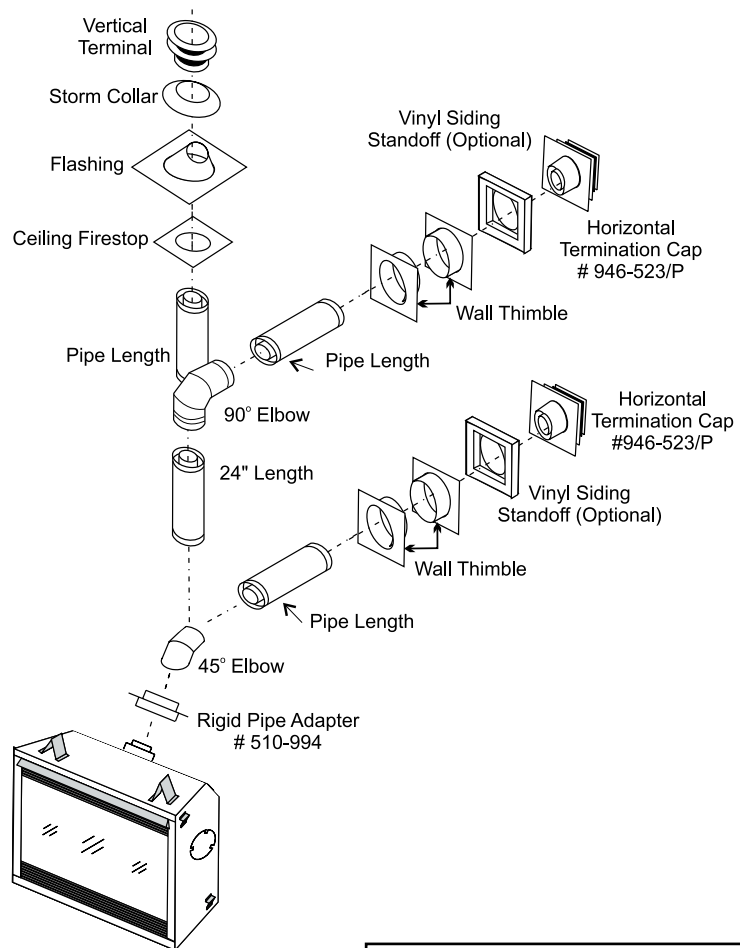 Vertical
Terminal
Storm Collar
Flashing
Ceiling Firestop
Pipe Length
90° Elbow
24" Length
45° Elbow
Rigid Pipe Adapter
# 510-994
Vinyl Siding
Standoff (Optional)
Horizontal
Termination Cap
# 946-523/P
Wall Thimble
Pipe Length
Horizontal
Termination Cap
#946-523/P
Vinyl Siding
Standoff (Optional)
Wall Thimble
Pipe Length